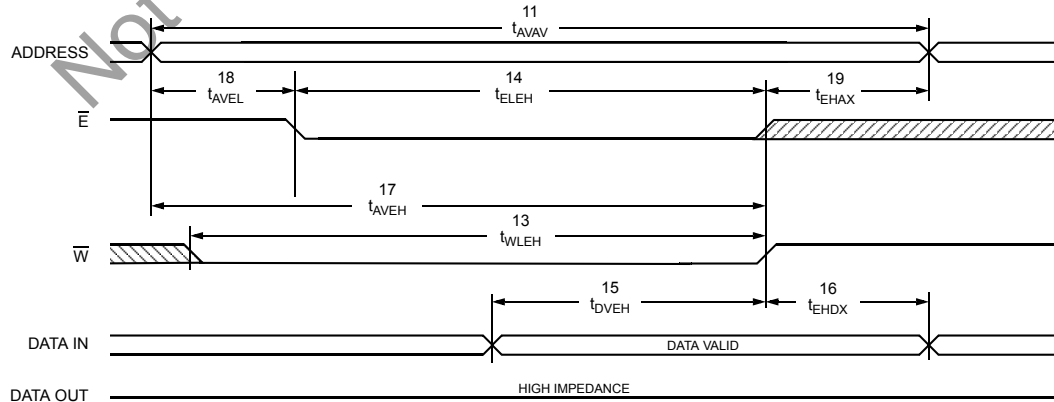 Not
11
tAVAV
ADDRESS
18
tAVEL
14
tELEH
19
tEHAX
E
17
tAVEH
13
tWLEH
W
15
tDVEH
16
tEHDX
DATA IN
DATA VALID
DATA OUT
HIGH IMPEDANCE